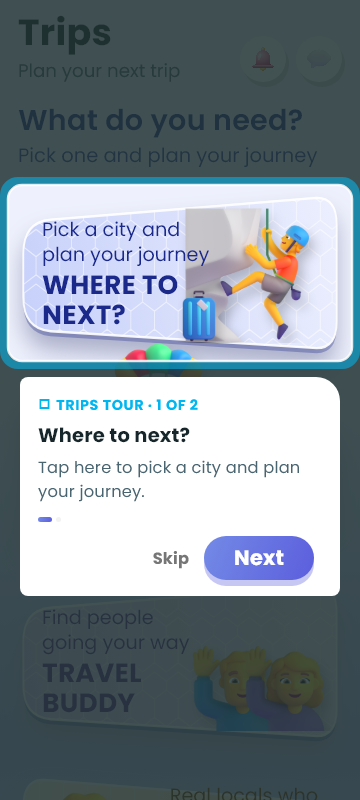 Trips
Plan your next trip
What do you need?
Pick one and plan your journey
Pick a city and
plan your journey
WHERE TO
NEXT?
TRIPS TOUR · 1 OF 2
Where to next?
Tap here to pick a city and plan
your journey.
Skip
Next
Find people
going your way
TRAVEL
BUDDY
Real locals who